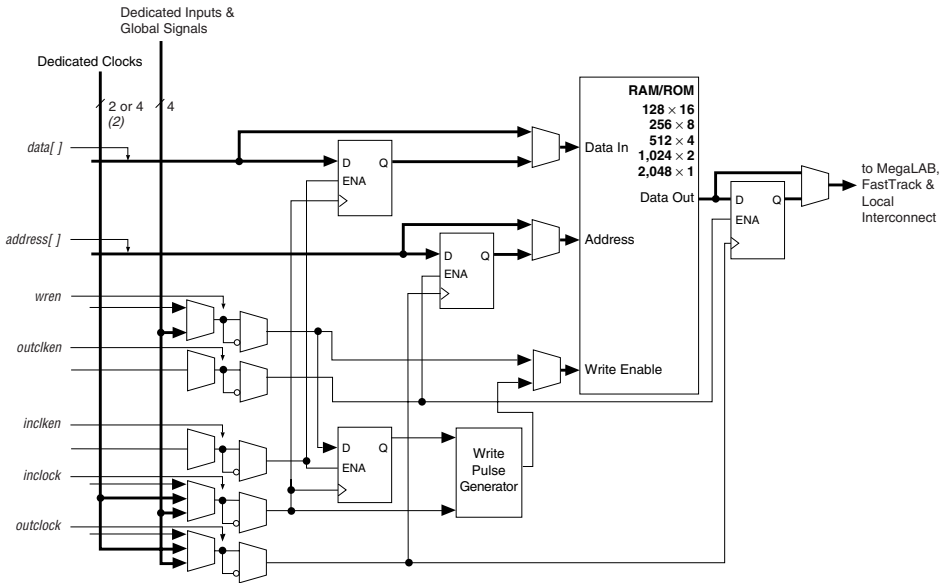 Dedicated Inputs &
Global Signals
Dedicated Clocks
2 or 4
(2)
4
data[ ]
D
Q
ENA
RAM/ROM
128 × 16
256 × 8
512 × 4
1,024 × 2
2,048 × 1
Data In
Data Out
D
Q
ENA
to MegaLAB,
FastTrack &
Local
Interconnect
address[ ]
D
Q
ENA
Address
wren
outclken
Write Enable
inclken
D
Q
ENA
Write
Pulse
Generator
inclock
outclock